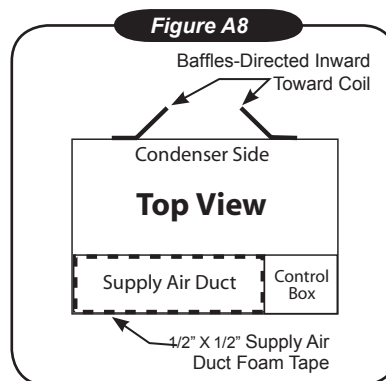 Figure A8
Baffles-Directed Inward
Toward Coil
Condenser Side
Top View
Supply Air Duct
Control
Box
1/2” X 1/2” Supply Air
Duct Foam Tape